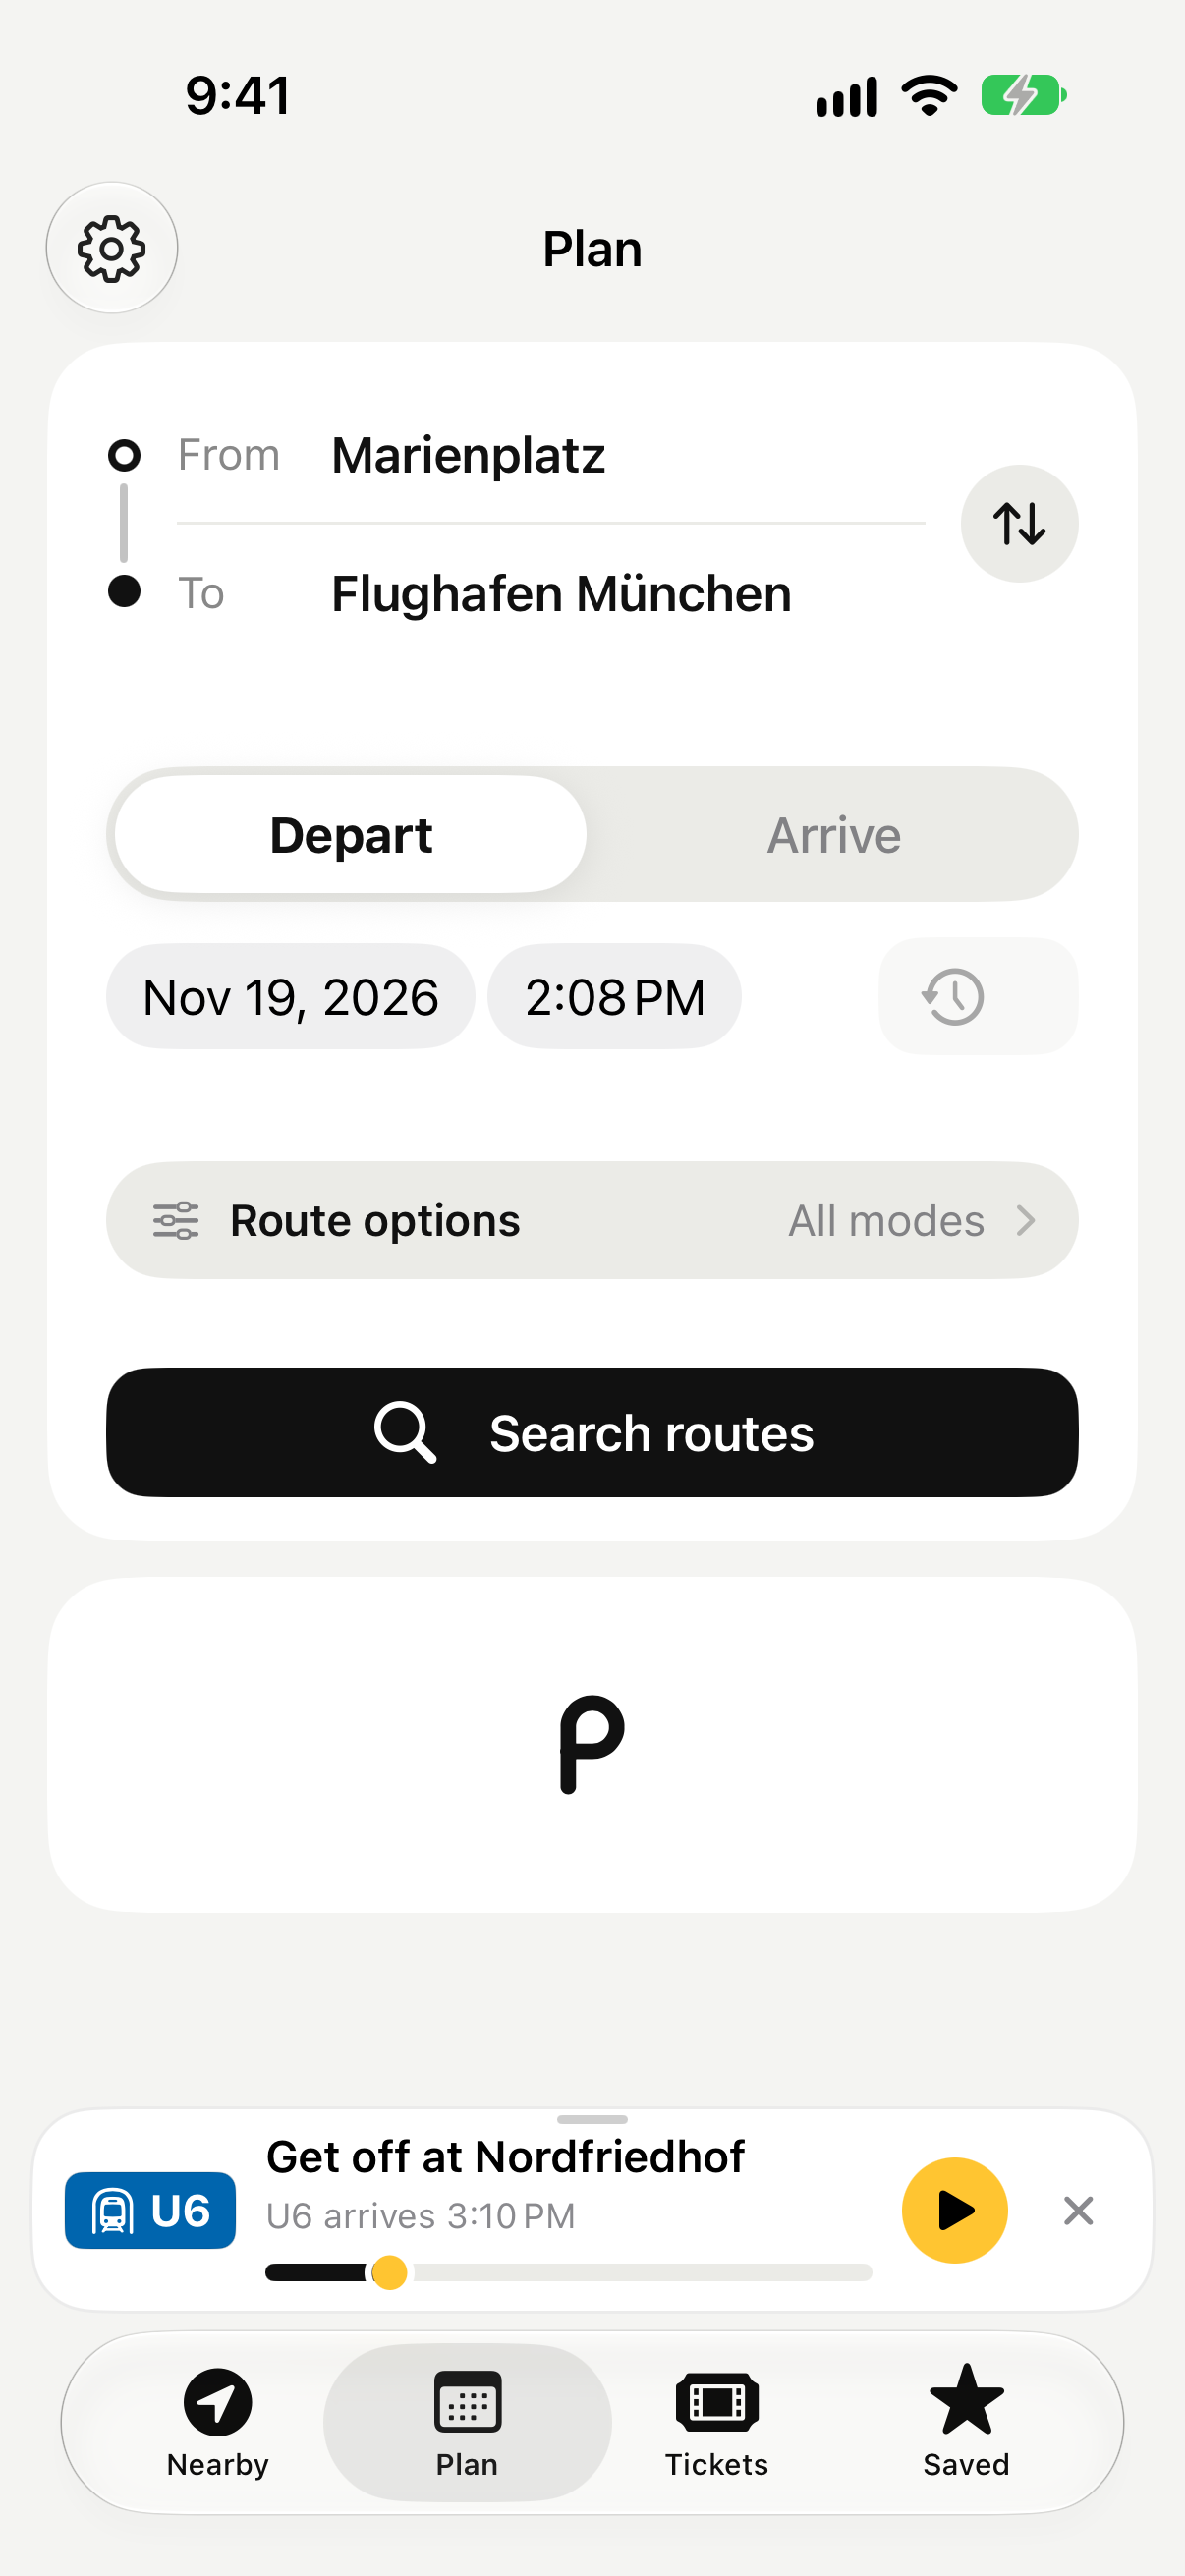 9:41
Plan
From Marienplatz
To Flughafen München
Depart Arrive
Nov 19, 2026 2:08 PM
Route options All modes
Search routes
P
Get off at Nordfriedhof
U6
U6 arrives 3:10 PM
Nearby Plan Tickets Saved